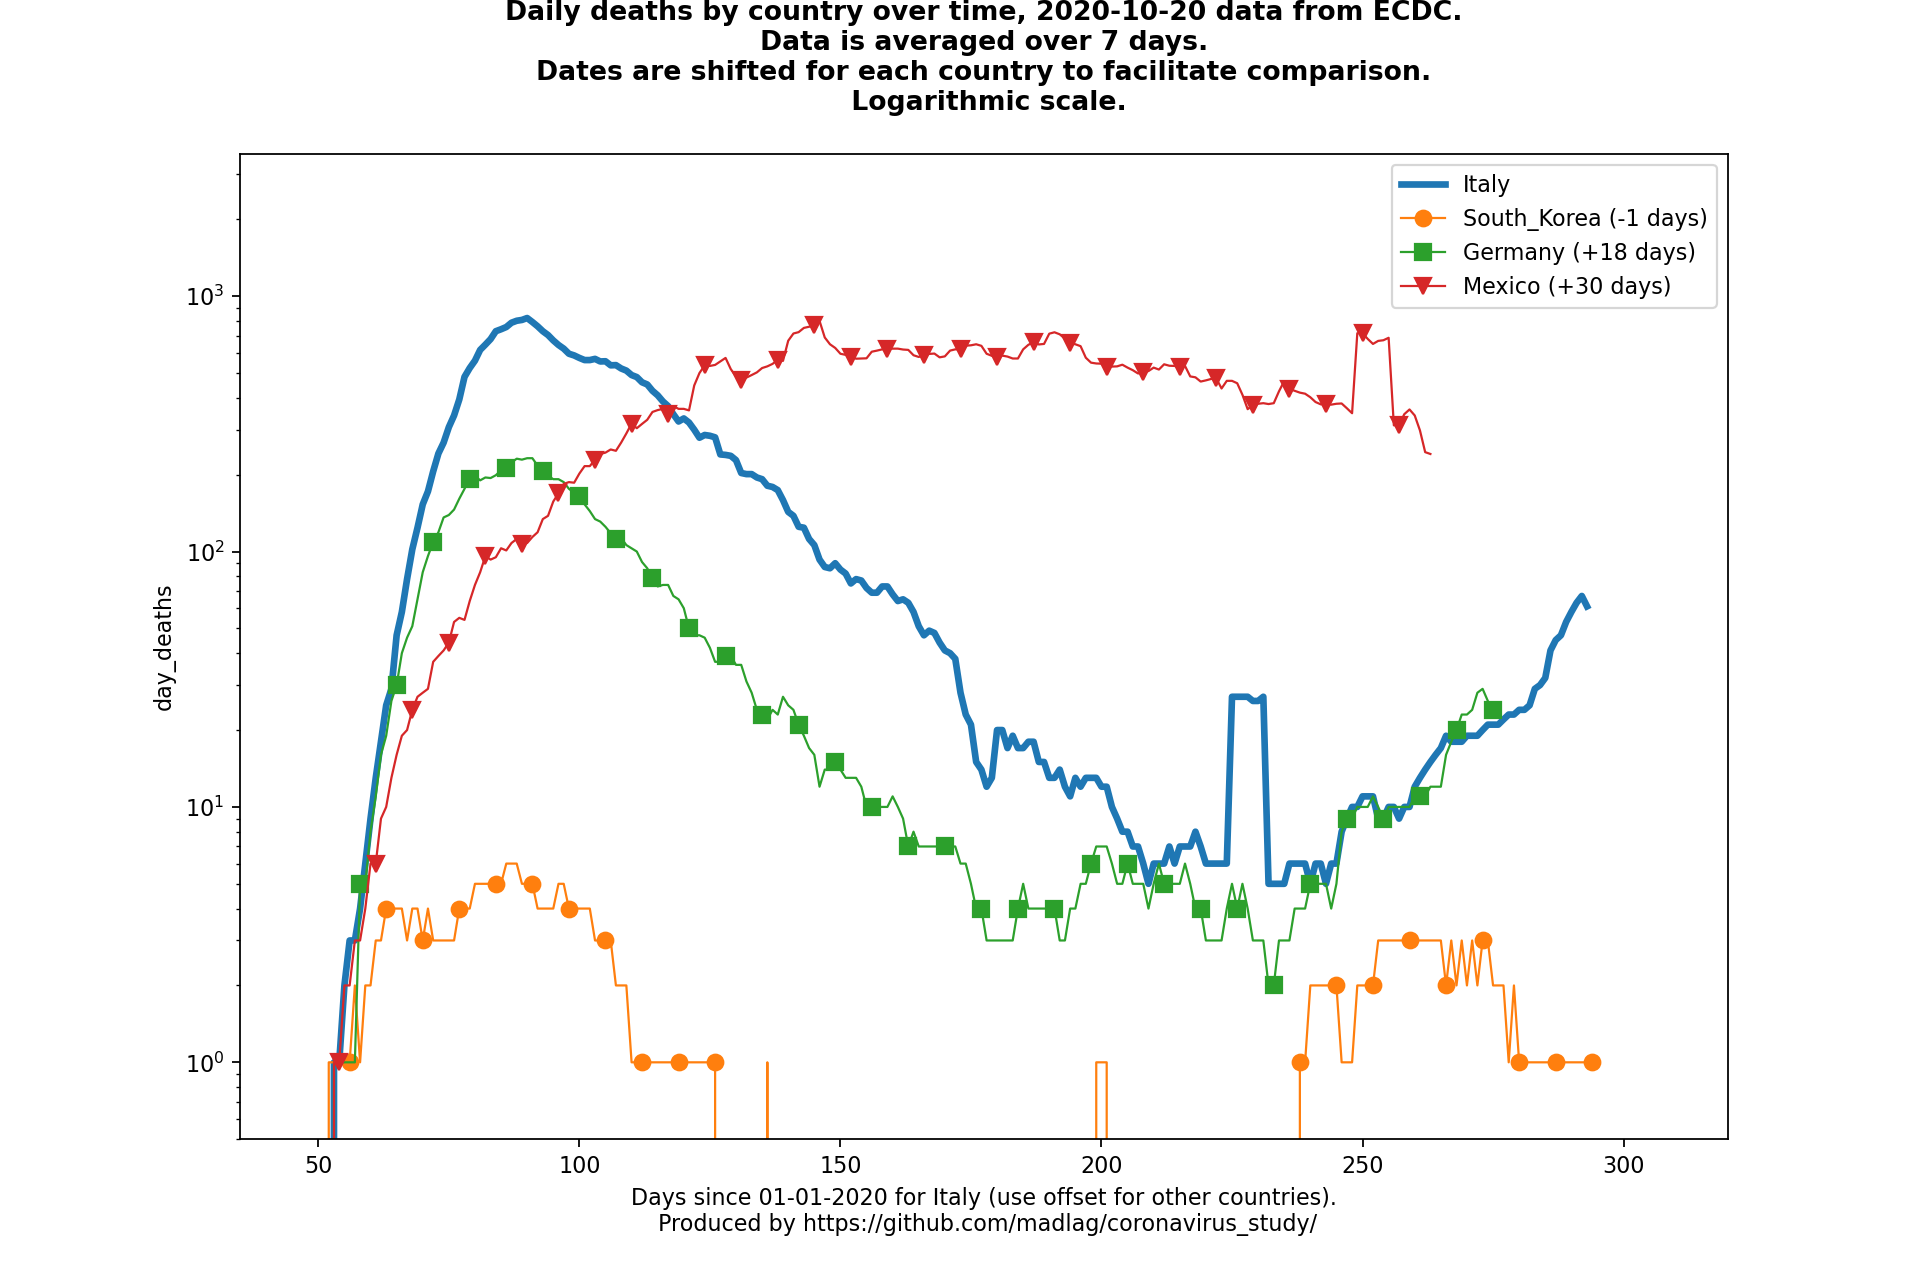 Daily deaths by country over time, 2020-10-20 data from ECDC.
Data is averaged over 7 days.
Dates are shifted for each country to facilitate comparison.
Logarithmic scale.
Italy
South_Korea (-1 days)
Germany (+18 days)
Mexico (+30 days)
10³
10²
10¹
10⁰
day_deaths
50 100 150 200 250 300
Days since 01-01-2020 for Italy (use offset for other countries).
Produced by https://github.com/madlag/coronavirus_study/